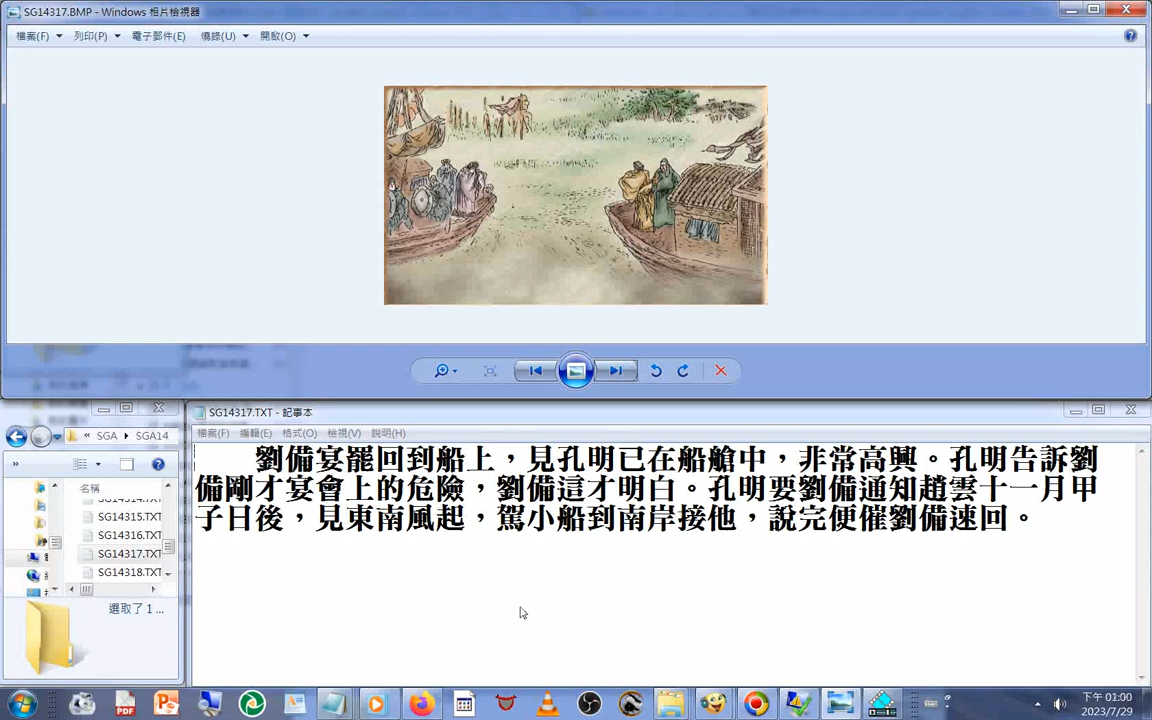 SG14317.BMP - Windows 相片檢視器
檔案(F) 列印(P) 電子郵件(E) 燒錄(U) 開啟(O)
SGA SGA14
SG14317.TXT - 記事本
檔案(F) 編輯(E) 格式(O) 檢視(V) 說明(H)
»
名稱
SG14315.TXT
SG14316.TXT
SG14317.TXT
SG14318.TXT
選取了 1 ...
劉備宴罷回到船上，見孔明已在船艙中，非常高興。孔明告訴劉
備剛才宴會上的危險，劉備這才明白。孔明要劉備通知趙雲十一月甲
子日後，見東南風起，駕小船到南岸接他，說完便催劉備速回。
PDF
下午 01:00
2023/7/29